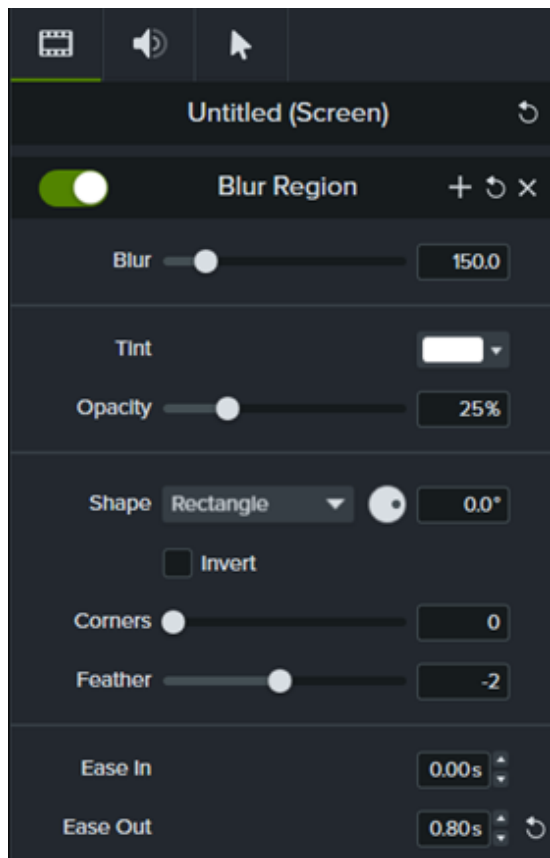 Untitled (Screen)
Blur Region
Blur 150.0
Tint
Opacity 25%
Shape Rectangle 0.0°
Invert
Corners 0
Feather -2
Ease In 0.00s
Ease Out 0.80s